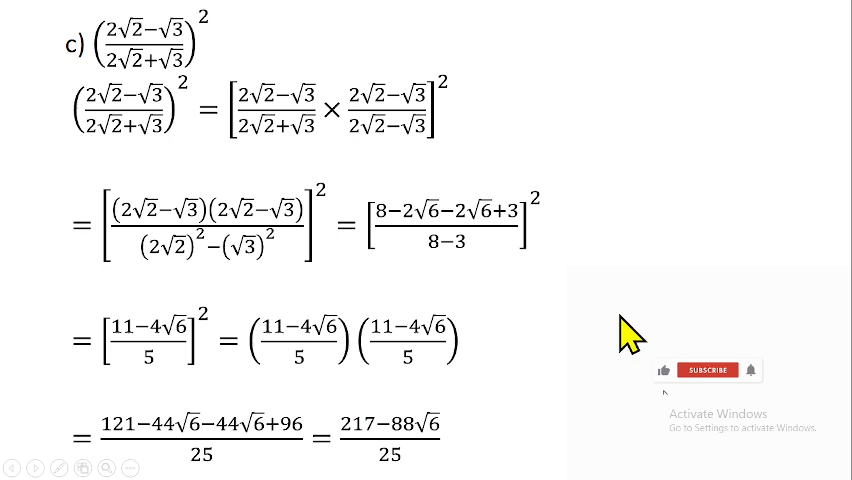 c) (2√2−√3 / 2√2+√3)²
(2√2−√3 / 2√2+√3)² = [2√2−√3 / 2√2+√3 × 2√2−√3 / 2√2−√3]²
= [(2√2−√3)(2√2−√3) / (2√2)²−(√3)²]² = [8−2√6−2√6+3 / 8−3]²
= [11−4√6 / 5]² = (11−4√6 / 5)(11−4√6 / 5)
SUBSCRIBE
Activate Windows
Go to Settings to activate Windows.
= 121−44√6−44√6+96 / 25 = 217−88√6 / 25